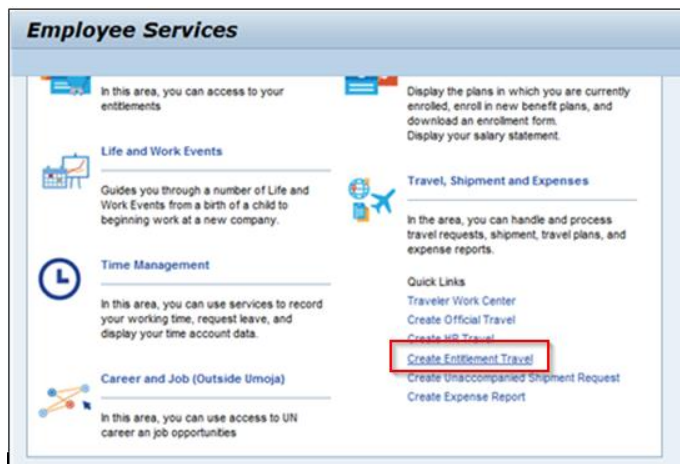 Employee Services
In this area, you can access to your
entitlements
Life and Work Events
Guides you through a number of Life and
Work Events from a birth of a child to
beginning work at a new company.
Time Management
In this area, you can use services to record
your working time, request leave, and
display your time account data.
Career and Job (Outside Umoja)
In this area, you can use access to UN
career an job opportunities
Display the plans in which you are currently
enrolled, enroll in new benefit plans, and
download an enrollment form.
Display your salary statement.
Travel, Shipment and Expenses
In the area, you can handle and process
travel requests, shipment, travel plans, and
expense reports.
Quick Links
Traveler Work Center
Create Official Travel
Create HR Travel
Create Entitlement Travel
Create Unaccompanied Shipment Request
Create Expense Report